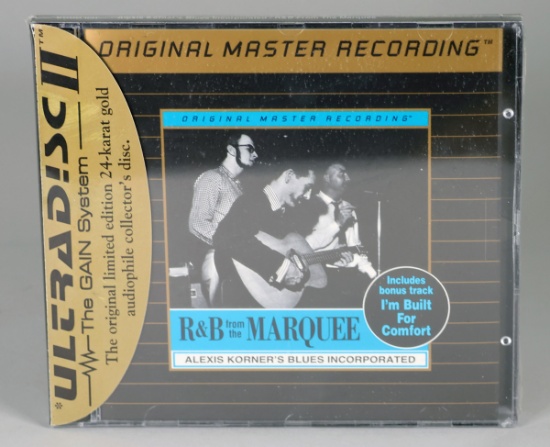 ORIGINAL MASTER RECORDING™
*ULTRADISC II™
The GAIN System
The original limited edition 24-karat gold
audiophile collector's disc.
ORIGINAL MASTER RECORDING™
Includes
bonus track
I'm Built
For
Comfort
R&B from the MARQUEE
ALEXIS KORNER'S BLUES INCORPORATED